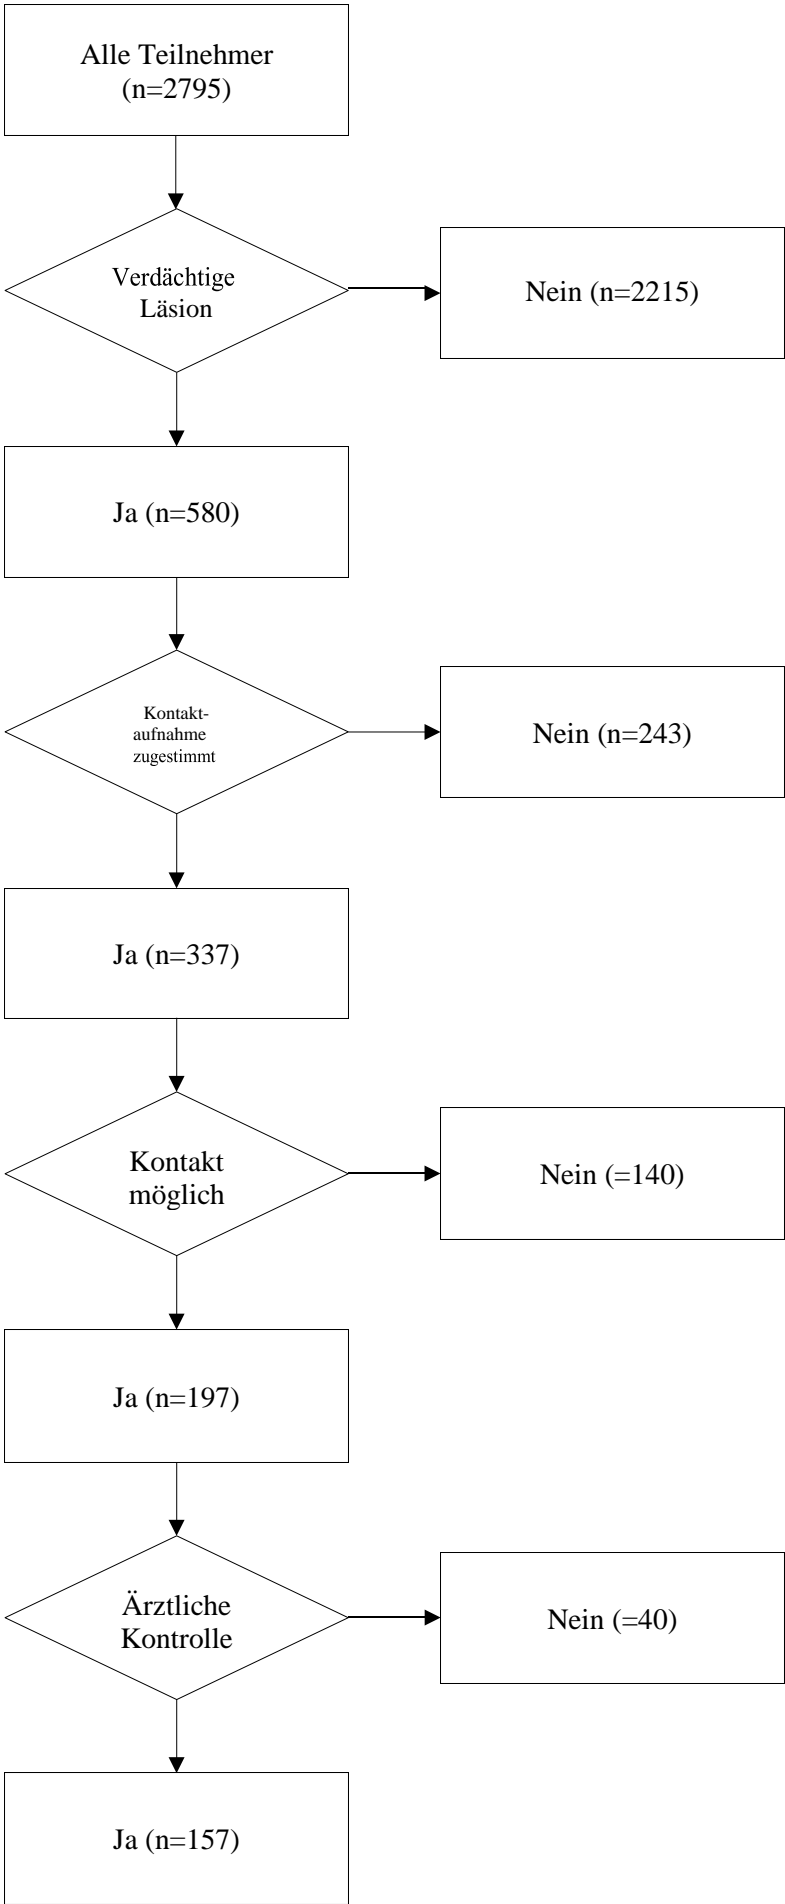 Alle Teilnehmer
(n=2795)
Verdächtige
Läsion
Nein (n=2215)
Ja (n=580)
Kontakt-
aufnahme
zugestimmt
Nein (n=243)
Ja (n=337)
Kontakt
möglich
Nein (=140)
Ja (n=197)
Ärztliche
Kontrolle
Nein (=40)
Ja (n=157)